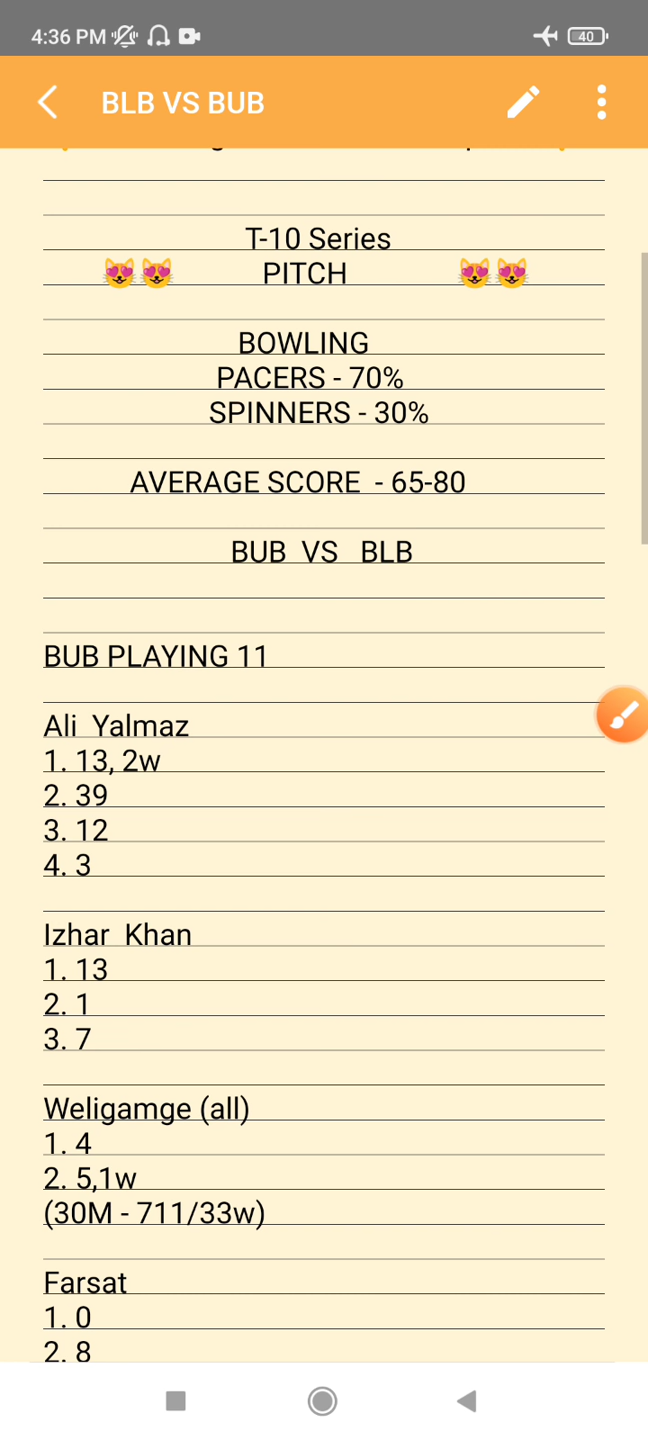 4:36 PM
40
BLB VS BUB
T-10 Series
😻😻 PITCH 😻😻
BOWLING
PACERS - 70%
SPINNERS - 30%
AVERAGE SCORE - 65-80
BUB VS BLB
BUB PLAYING 11
Ali Yalmaz
1. 13, 2w
2. 39
3. 12
4. 3
Izhar Khan
1. 13
2. 1
3. 7
Weligamge (all)
1. 4
2. 5,1w
(30M - 711/33w)
Farsat
1. 0
2. 8